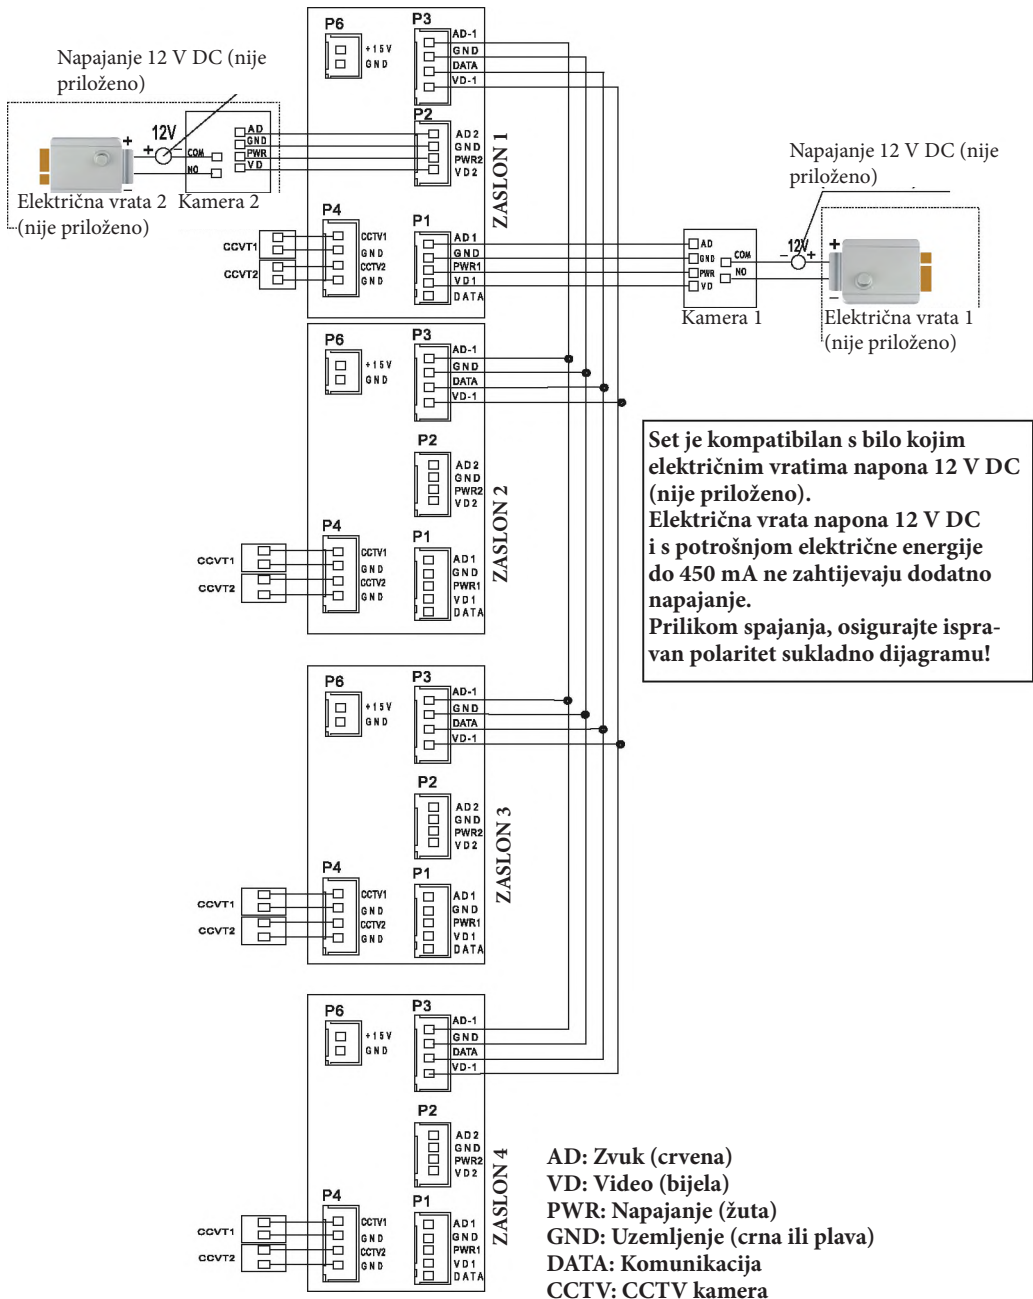 P6
+15V
GND
P3
AD-1
GND
DATA
VD-1
Napajanje 12 V DC (nije
priloženo)
12V
+
−
+
−
COM
NO
AD
GND
PWR
VD
Električna vrata 2
(nije priloženo)
Kamera 2
P2
AD2
GND
PWR2
VD2
ZASLON 1
P4
CCTV1
GND
CCTV2
GND
CCVT1
CCVT2
P1
AD1
GND
PWR1
VD1
DATA
Napajanje 12 V DC (nije
priloženo)
AD
GND
PWR
VD
COM
NO
12V
−
+
+
−
Kamera 1
Električna vrata 1
(nije priloženo)
P6
+15V
GND
P3
AD-1
GND
DATA
VD-1
P2
AD2
GND
PWR2
VD2
ZASLON 2
P4
CCTV1
GND
CCTV2
GND
CCVT1
CCVT2
P1
AD1
GND
PWR1
VD1
DATA
Set je kompatibilan s bilo kojim
električnim vratima napona 12 V DC
(nije priloženo).
Električna vrata napona 12 V DC
i s potrošnjom električne energije
do 450 mA ne zahtijevaju dodatno
napajanje.
Prilikom spajanja, osigurajte ispra-
van polaritet sukladno dijagramu!
P6
+15V
GND
P3
AD-1
GND
DATA
VD-1
P2
AD2
GND
PWR2
VD2
ZASLON 3
P4
CCTV1
GND
CCTV2
GND
CCVT1
CCVT2
P1
AD1
GND
PWR1
VD1
DATA
P6
+15V
GND
P3
AD-1
GND
DATA
VD-1
P2
AD2
GND
PWR2
VD2
ZASLON 4
P4
CCTV1
GND
CCTV2
GND
CCVT1
CCVT2
P1
AD1
GND
PWR1
VD1
DATA
AD: Zvuk (crvena)
VD: Video (bijela)
PWR: Napajanje (žuta)
GND: Uzemljenje (crna ili plava)
DATA: Komunikacija
CCTV: CCTV kamera